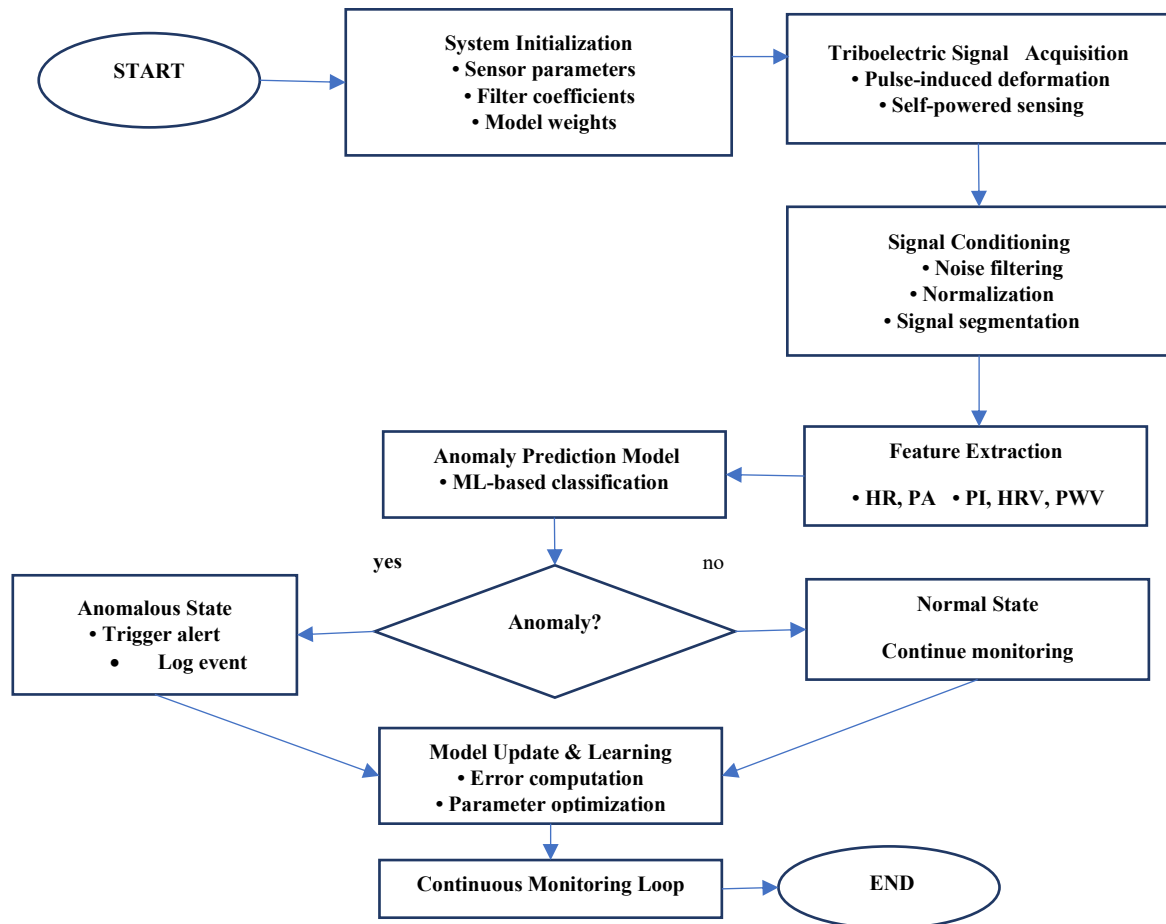 START
System Initialization
• Sensor parameters
• Filter coefficients
• Model weights
Triboelectric Signal Acquisition
• Pulse-induced deformation
• Self-powered sensing
Signal Conditioning
• Noise filtering
• Normalization
• Signal segmentation
Feature Extraction
• HR, PA • PI, HRV, PWV
Anomaly Prediction Model
• ML-based classification
yes
no
Anomaly?
Anomalous State
• Trigger alert
• Log event
Normal State
Continue monitoring
Model Update & Learning
• Error computation
• Parameter optimization
Continuous Monitoring Loop
END